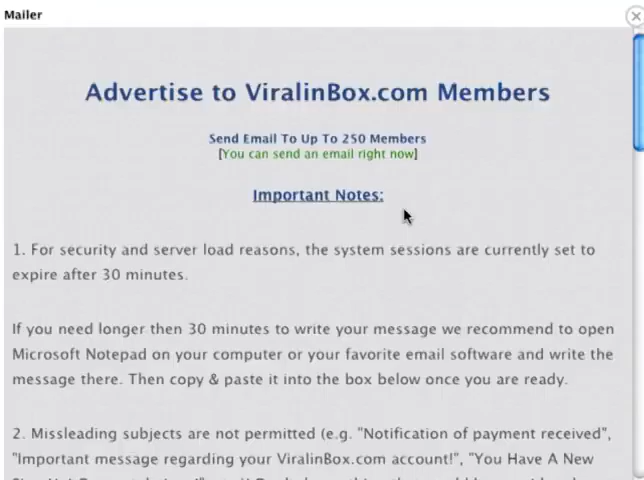 Mailer
Advertise to ViralinBox.com Members
Send Email To Up To 250 Members
[You can send an email right now]
Important Notes:
1. For security and server load reasons, the system sessions are currently set to
expire after 30 minutes.
If you need longer then 30 minutes to write your message we recommend to open
Microsoft Notepad on your computer or your favorite email software and write the
message there. Then copy & paste it into the box below once you are ready.
2. Missleading subjects are not permitted (e.g. "Notification of payment received",
"Important message regarding your ViralinBox.com account!", "You Have A New